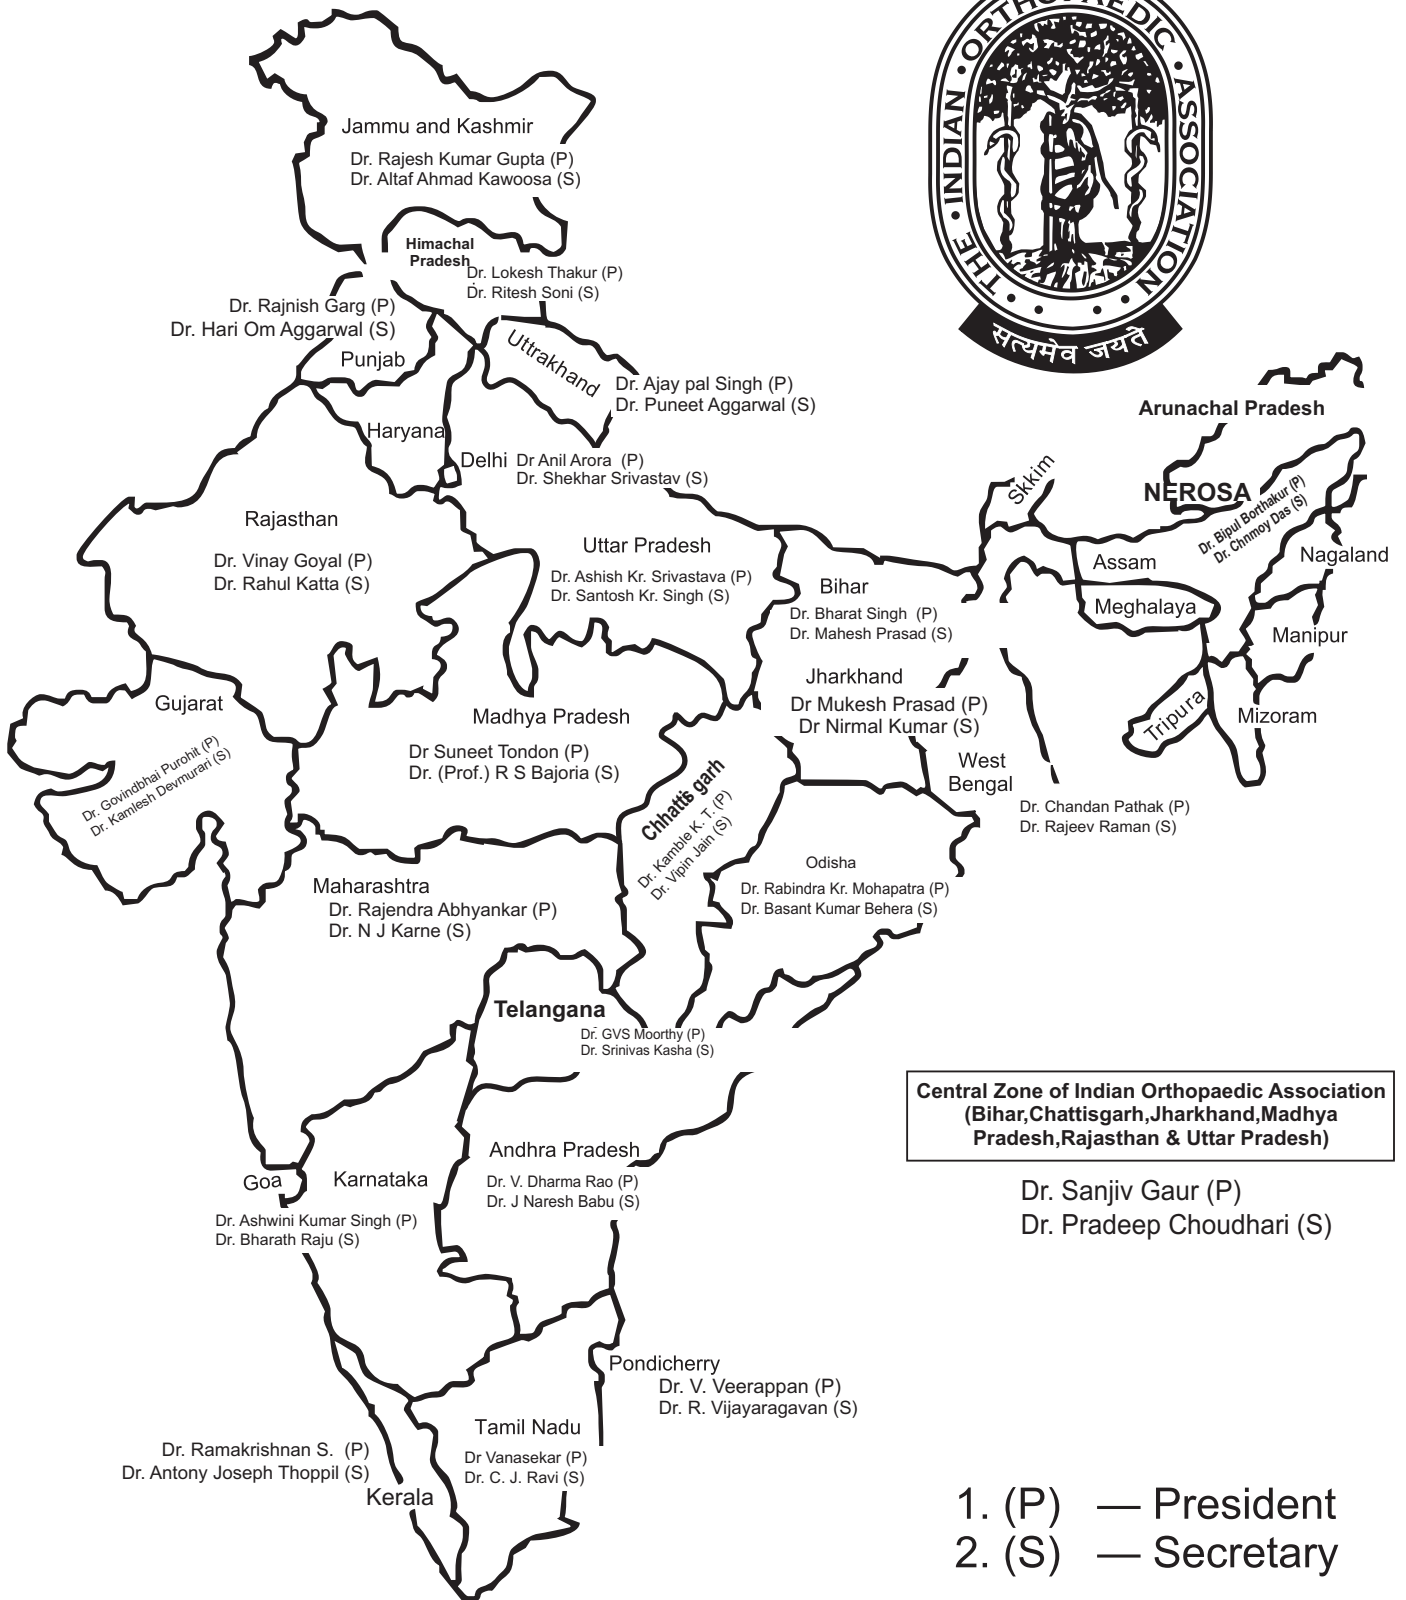 THE • INDIAN • ORTHOPAEDIC • ASSOCIATION
सत्यमेव जयते
Jammu and Kashmir
Dr. Rajesh Kumar Gupta (P)
Dr. Altaf Ahmad Kawoosa (S)
Himachal
Pradesh
Dr. Lokesh Thakur (P)
Dr. Ritesh Soni (S)
Dr. Rajnish Garg (P)
Dr. Hari Om Aggarwal (S)
Punjab
Uttrakhand
Dr. Ajay pal Singh (P)
Dr. Puneet Aggarwal (S)
Haryana
Delhi
Dr Anil Arora (P)
Dr. Shekhar Srivastav (S)
Rajasthan
Dr. Vinay Goyal (P)
Dr. Rahul Katta (S)
Uttar Pradesh
Dr. Ashish Kr. Srivastava (P)
Dr. Santosh Kr. Singh (S)
Bihar
Dr. Bharat Singh (P)
Dr. Mahesh Prasad (S)
Skkim
Arunachal Pradesh
NEROSA
Dr. Bipul Borthakur (P)
Dr. Chnmoy Das (S)
Assam
Nagaland
Meghalaya
Manipur
Tripura
Mizoram
Jharkhand
Dr Mukesh Prasad (P)
Dr Nirmal Kumar (S)
West
Bengal
Dr. Chandan Pathak (P)
Dr. Rajeev Raman (S)
Gujarat
Dr. Govindbhai Purohit (P)
Dr. Kamlesh Devmurari (S)
Madhya Pradesh
Dr Suneet Tondon (P)
Dr. (Prof.) R S Bajoria (S)
Chhattis garh
Dr. Kamble K. T. (P)
Dr. Vipin Jain (S)
Odisha
Dr. Rabindra Kr. Mohapatra (P)
Dr. Basant Kumar Behera (S)
Maharashtra
Dr. Rajendra Abhyankar (P)
Dr. N J Karne (S)
Telangana
Dr. GVS Moorthy (P)
Dr. Srinivas Kasha (S)
Central Zone of Indian Orthopaedic Association
(Bihar,Chattisgarh,Jharkhand,Madhya
Pradesh,Rajasthan & Uttar Pradesh)
Dr. Sanjiv Gaur (P)
Dr. Pradeep Choudhari (S)
Andhra Pradesh
Dr. V. Dharma Rao (P)
Dr. J Naresh Babu (S)
Goa
Karnataka
Dr. Ashwini Kumar Singh (P)
Dr. Bharath Raju (S)
Pondicherry
Dr. V. Veerappan (P)
Dr. R. Vijayaragavan (S)
Tamil Nadu
Dr Vanasekar (P)
Dr. C. J. Ravi (S)
Dr. Ramakrishnan S. (P)
Dr. Antony Joseph Thoppil (S)
Kerala
1. (P) — President
2. (S) — Secretary